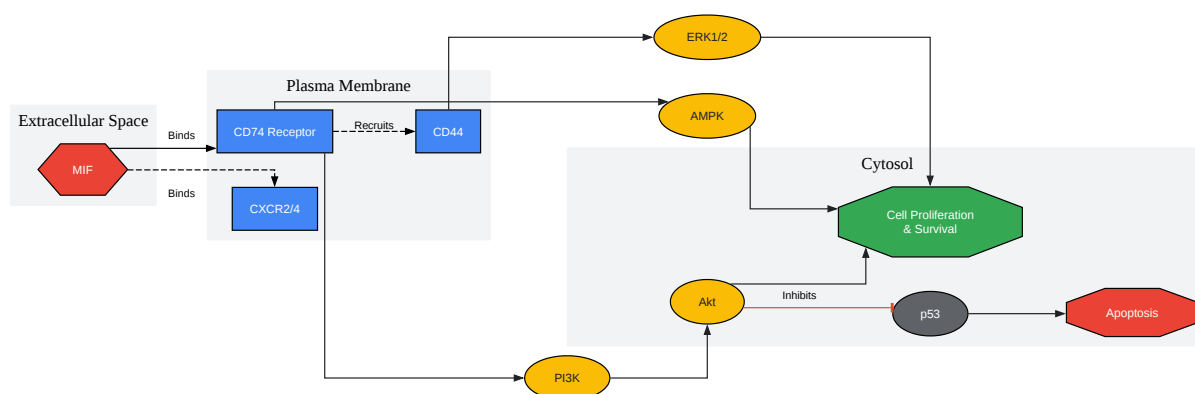 ERK1/2
Plasma Membrane
AMPK
Extracellular Space
CD74 Receptor
Recruits
CD44
Binds
MIF
Cytosol
Binds
CXCR2/4
Cell Proliferation
& Survival
Akt
Inhibits
p53
Apoptosis
PI3K